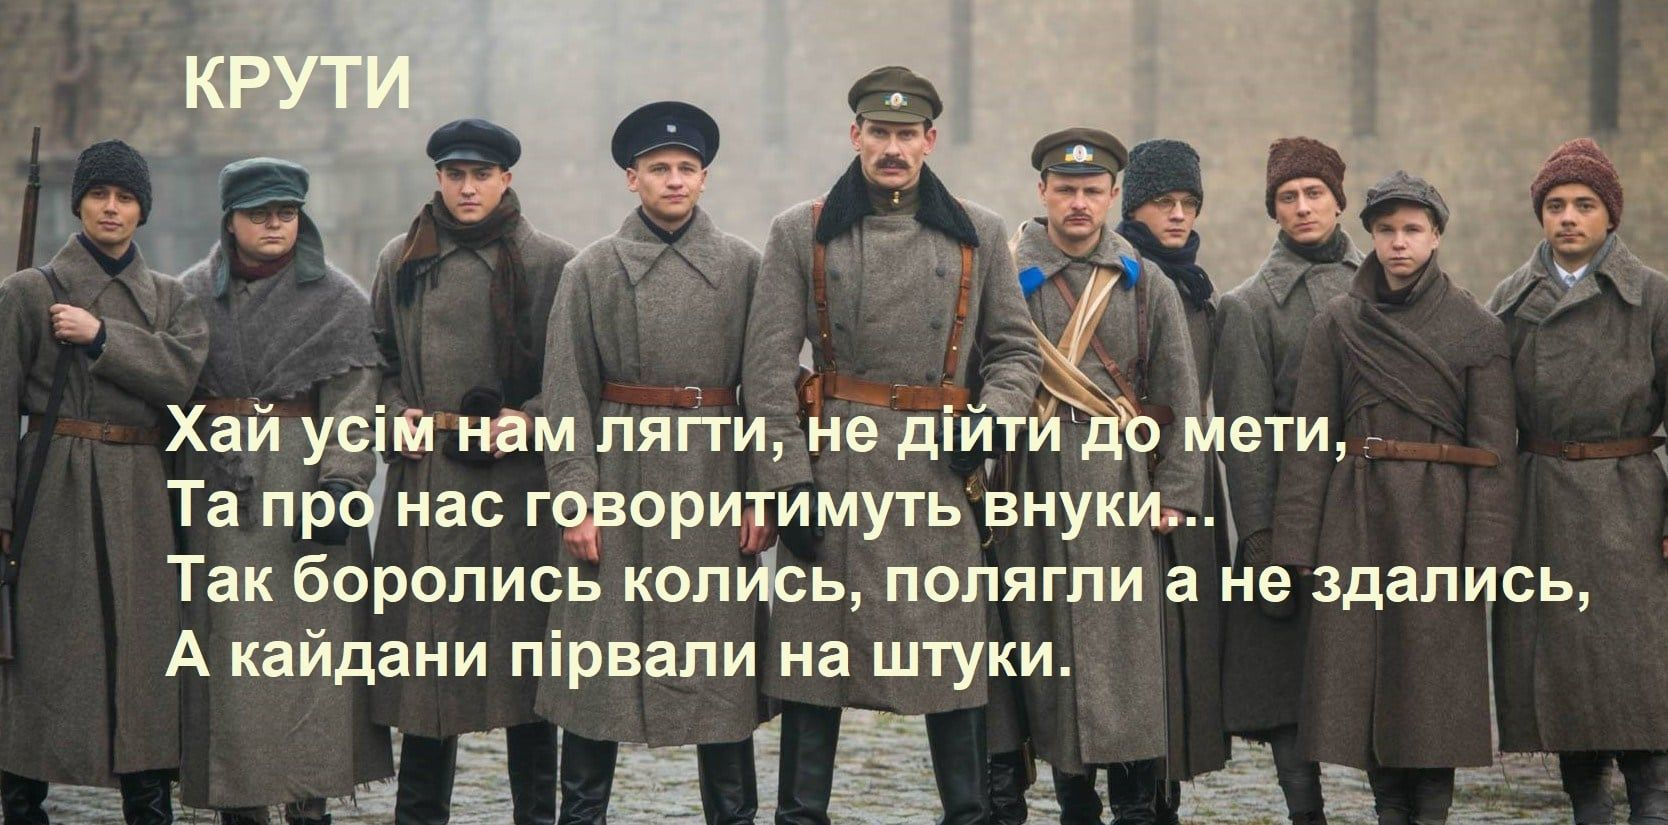 КРУТИ
Хай усім нам лягти, не дійти до мети,
Та про нас говоритимуть внуки...
Так боролись колись, полягли а не здались,
А кайдани пірвали на штуки.